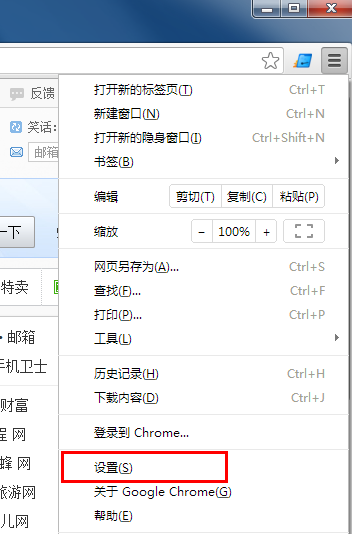 反馈
笑话:
邮箱
一下
特卖
• 邮箱
手机卫士
财富
程 网
蜂 网
旅游网
儿网
打开新的标签页(T) Ctrl+T
新建窗口(N) Ctrl+N
打开新的隐身窗口(I) Ctrl+Shift+N
书签(B)
编辑 剪切(T) 复制(C) 粘贴(P)
缩放 − 100% +
网页另存为(A)... Ctrl+S
查找(F)... Ctrl+F
打印(P)... Ctrl+P
工具(L)
历史记录(H) Ctrl+H
下载内容(D) Ctrl+J
登录到 Chrome...
设置(S)
关于 Google Chrome(G)
帮助(E)